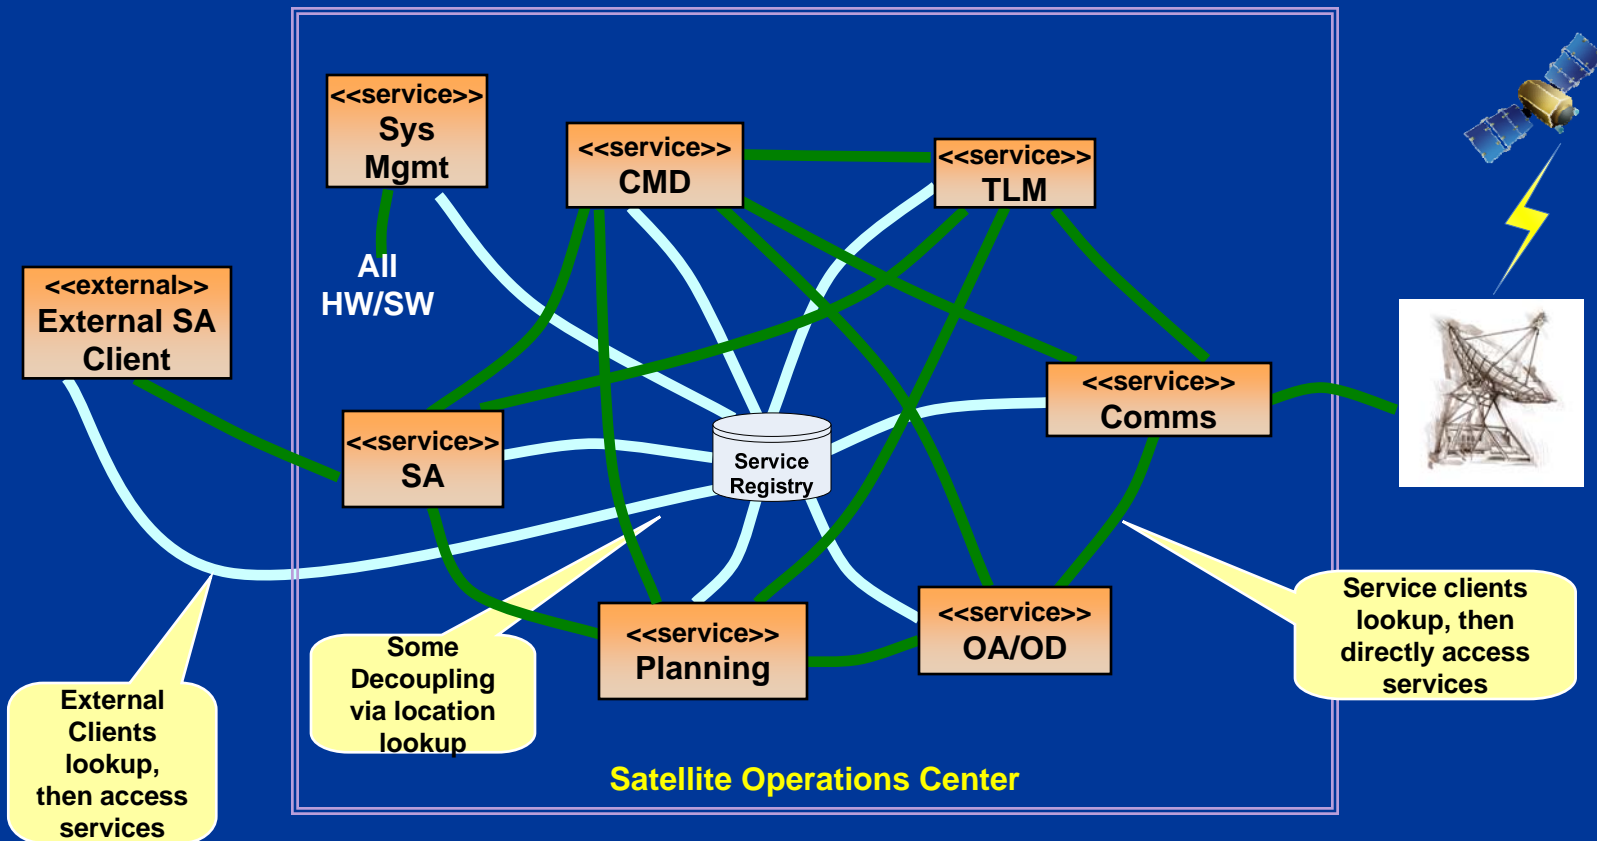 <<service>>
Sys
Mgmt
<<service>>
CMD
<<service>>
TLM
All
HW/SW
<<external>>
External SA
Client
<<service>>
Comms
<<service>>
SA
Service
Registry
<<service>>
Planning
<<service>>
OA/OD
Service clients
lookup, then
directly access
services
Some
Decoupling
via location
lookup
External
Clients
lookup,
then access
services
Satellite Operations Center